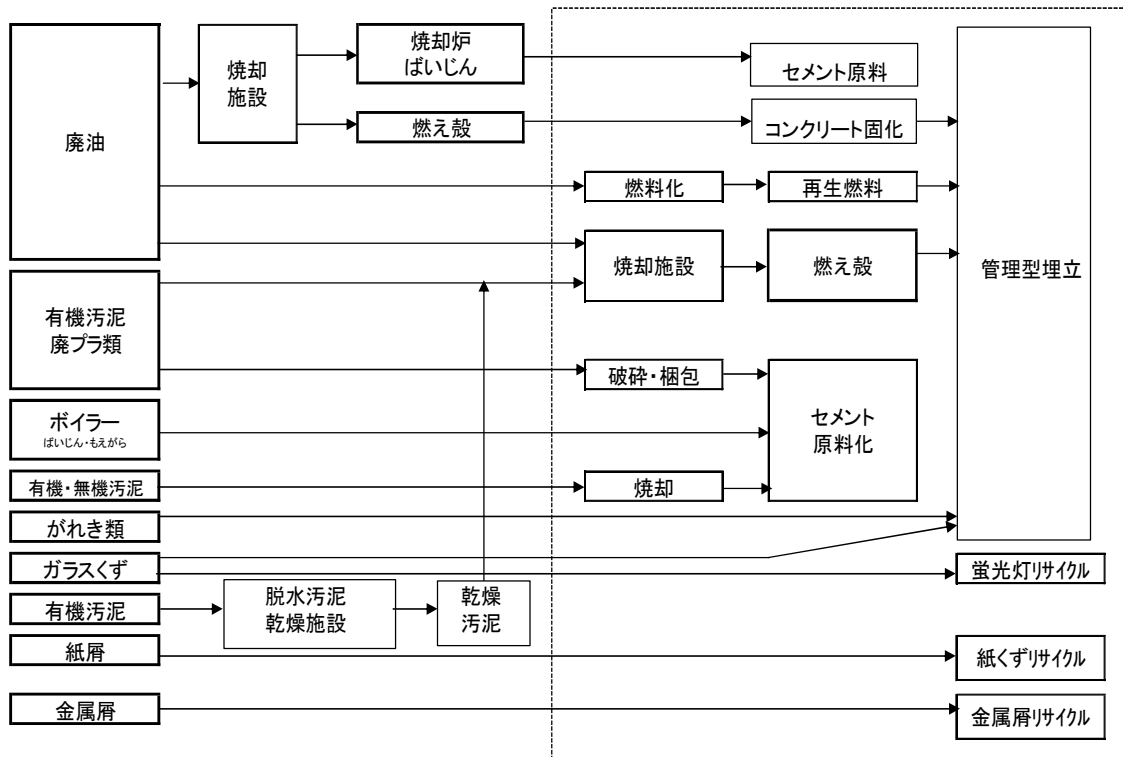 廃油
焼却
施設
焼却炉
ばいじん
セメント原料
燃え殻
コンクリート固化
燃料化
再生燃料
焼却施設
燃え殻
管理型埋立
有機汚泥
廃プラ類
破砕・梱包
セメント
原料化
ボイラー
ばいじん・もえがら
有機・無機汚泥
焼却
がれき類
ガラスくず
蛍光灯リサイクル
有機汚泥
脱水汚泥
乾燥施設
乾燥
汚泥
紙屑
紙くずリサイクル
金属屑
金属屑リサイクル